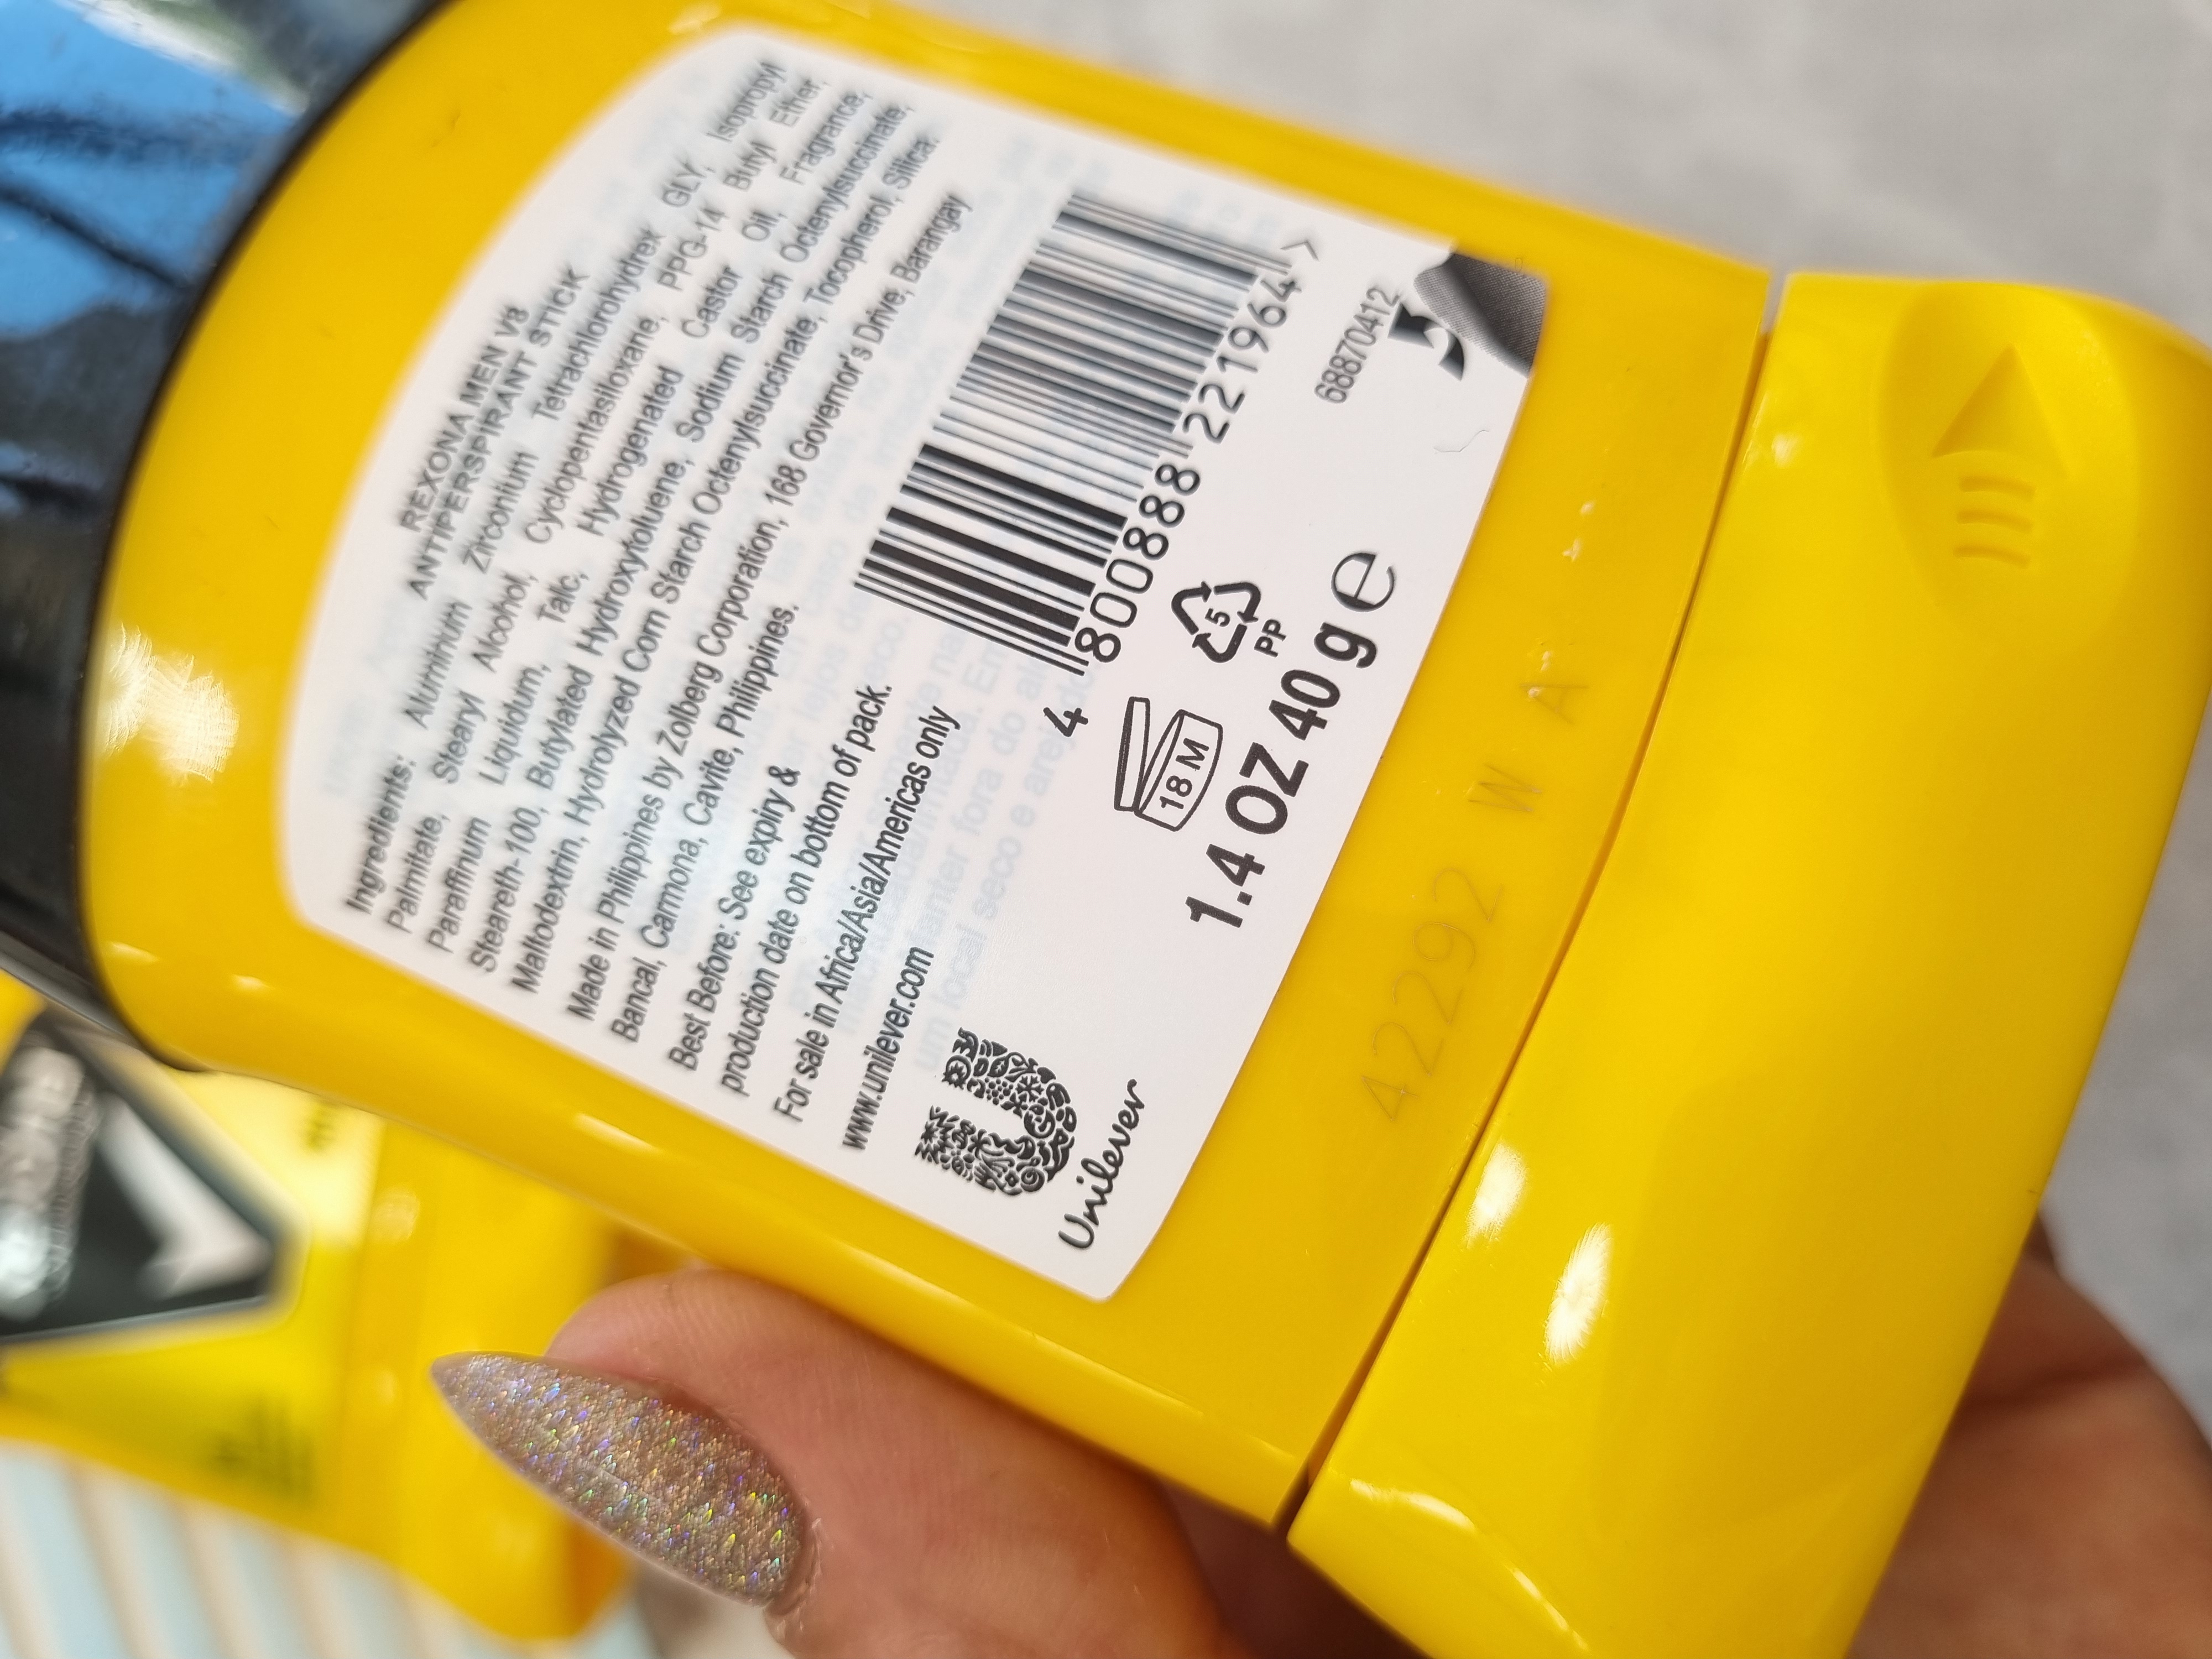 REXONA MEN V8
ANTIPERSPIRANT STICK
Ingredients: Aluminum Zirconium Tetrachlorohydrex GLY, Isopropyl
Palmitate, Stearyl Alcohol, Cyclopentasiloxane, PPG-14 Butyl Ether,
Paraffinum Liquidum, Talc, Hydrogenated Castor Oil, Fragrance,
Steareth-100, Butylated Hydroxytoluene, Sodium Starch Octenylsuccinate,
Maltodextrin, Hydrolyzed Corn Starch Octenylsuccinate, Tocopherol, Silica.
Made in Philippines by Zolberg Corporation, 168 Governor's Drive, Barangay
Bancal, Carmona, Cavite, Philippines.
Best Before: See expiry &
production date on bottom of pack.
For sale in Africa/Asia/Americas only
www.unilever.com
4 800888 221964 >
68870412
18 M
5
PP
1.4 OZ 40 g e
U
Unilever
42292 W A